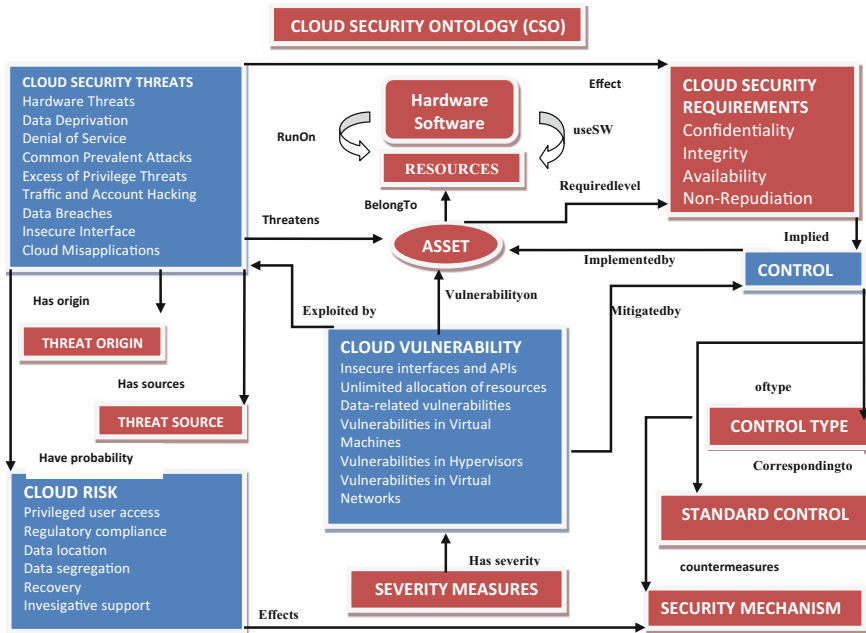 CLOUD SECURITY ONTOLOGY (CSO)
CLOUD SECURITY THREATS
Hardware Threats
Data Deprivation
Denial of Service
Common Prevalent Attacks
Excess of Privilege Threats
Traffic and Account Hacking
Data Breaches
Insecure Interface
Cloud Misapplications
Effect
Hardware
Software
RunOn
useSW
RESOURCES
CLOUD SECURITY
REQUIREMENTS
Confidentiality
Integrity
Availability
Non-Repudiation
BelongTo
Requiredlevel
Threatens
ASSET
Implied
Implementedby
CONTROL
Has origin
Exploited by
Vulnerabilityon
Mitigatedby
THREAT ORIGIN
CLOUD VULNERABILITY
Insecure interfaces and APIs
Unlimited allocation of resources
Data-related vulnerabilities
Vulnerabilities in Virtual
Machines
Vulnerabilities in Hypervisors
Vulnerabilities in Virtual
Networks
Has sources
THREAT SOURCE
oftype
CONTROL TYPE
Have probability
Correspondingto
CLOUD RISK
Privileged user access
Regulatory compliance
Data location
Data segregation
Recovery
Invesigative support
STANDARD CONTROL
Has severity
SEVERITY MEASURES
countermeasures
Effects
SECURITY MECHANISM